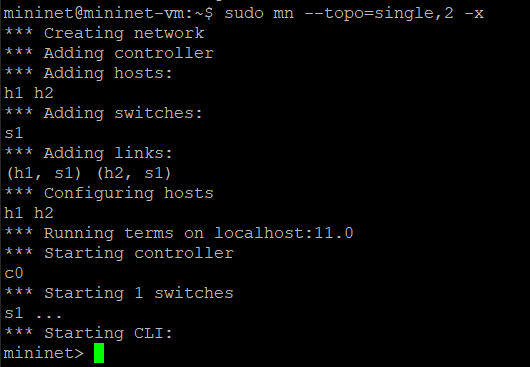 mininet@mininet-vm:~$ sudo mn --topo=single,2 -x
*** Creating network
*** Adding controller
*** Adding hosts:
h1 h2
*** Adding switches:
s1
*** Adding links:
(h1, s1) (h2, s1)
*** Configuring hosts
h1 h2
*** Running terms on localhost:11.0
*** Starting controller
c0
*** Starting 1 switches
s1 ...
*** Starting CLI:
mininet>